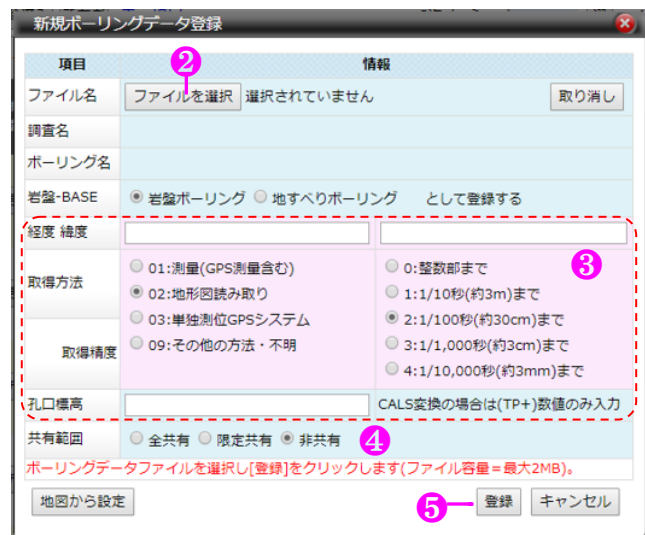 新規ボーリングデータ登録
項目 情報
ファイル名 ファイルを選択 選択されていません 取り消し
調査名
ボーリング名
岩盤-BASE 岩盤ボーリング 地すべりボーリング として登録する
経度 緯度
取得方法
取得精度
01:測量(GPS測量含む)
02:地形図読み取り
03:単独測位GPSシステム
09:その他の方法・不明
0:整数部まで
1:1/10秒(約3m)まで
2:1/100秒(約30cm)まで
3:1/1,000秒(約3cm)まで
4:1/10,000秒(約3mm)まで
孔口標高 CALS変換の場合は(TP+)数値のみ入力
共有範囲 全共有 限定共有 非共有
ボーリングデータファイルを選択し[登録]をクリックします(ファイル容量=最大2MB)。
地図から設定 登録 キャンセル
❷
❸
❹
❺